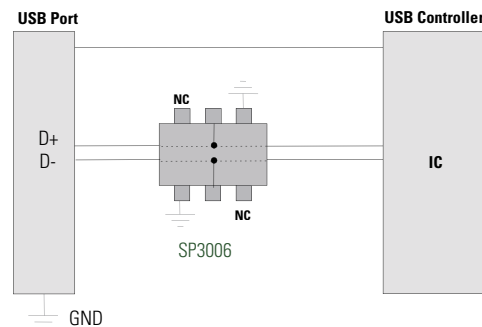 USB Port
USB Controller
NC
D+
D-
IC
NC
SP3006
GND